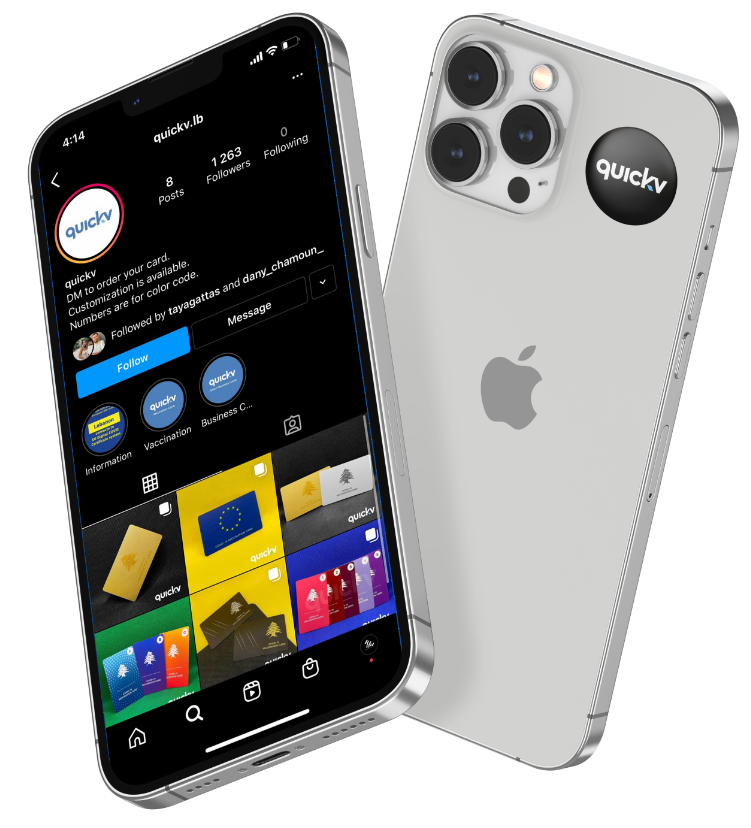 4:14
quickv.lb
8
Posts
1 263
Followers
0
Following
quickv
quickv
DM to order your card.
Customization is available.
Numbers are for color code.
Followed by tayagattas and dany_chamoun_
Follow
Message
Lebanon
quickv
quickv
Information
Vaccination
Business C...
quickv
quickv
quickv
quickv